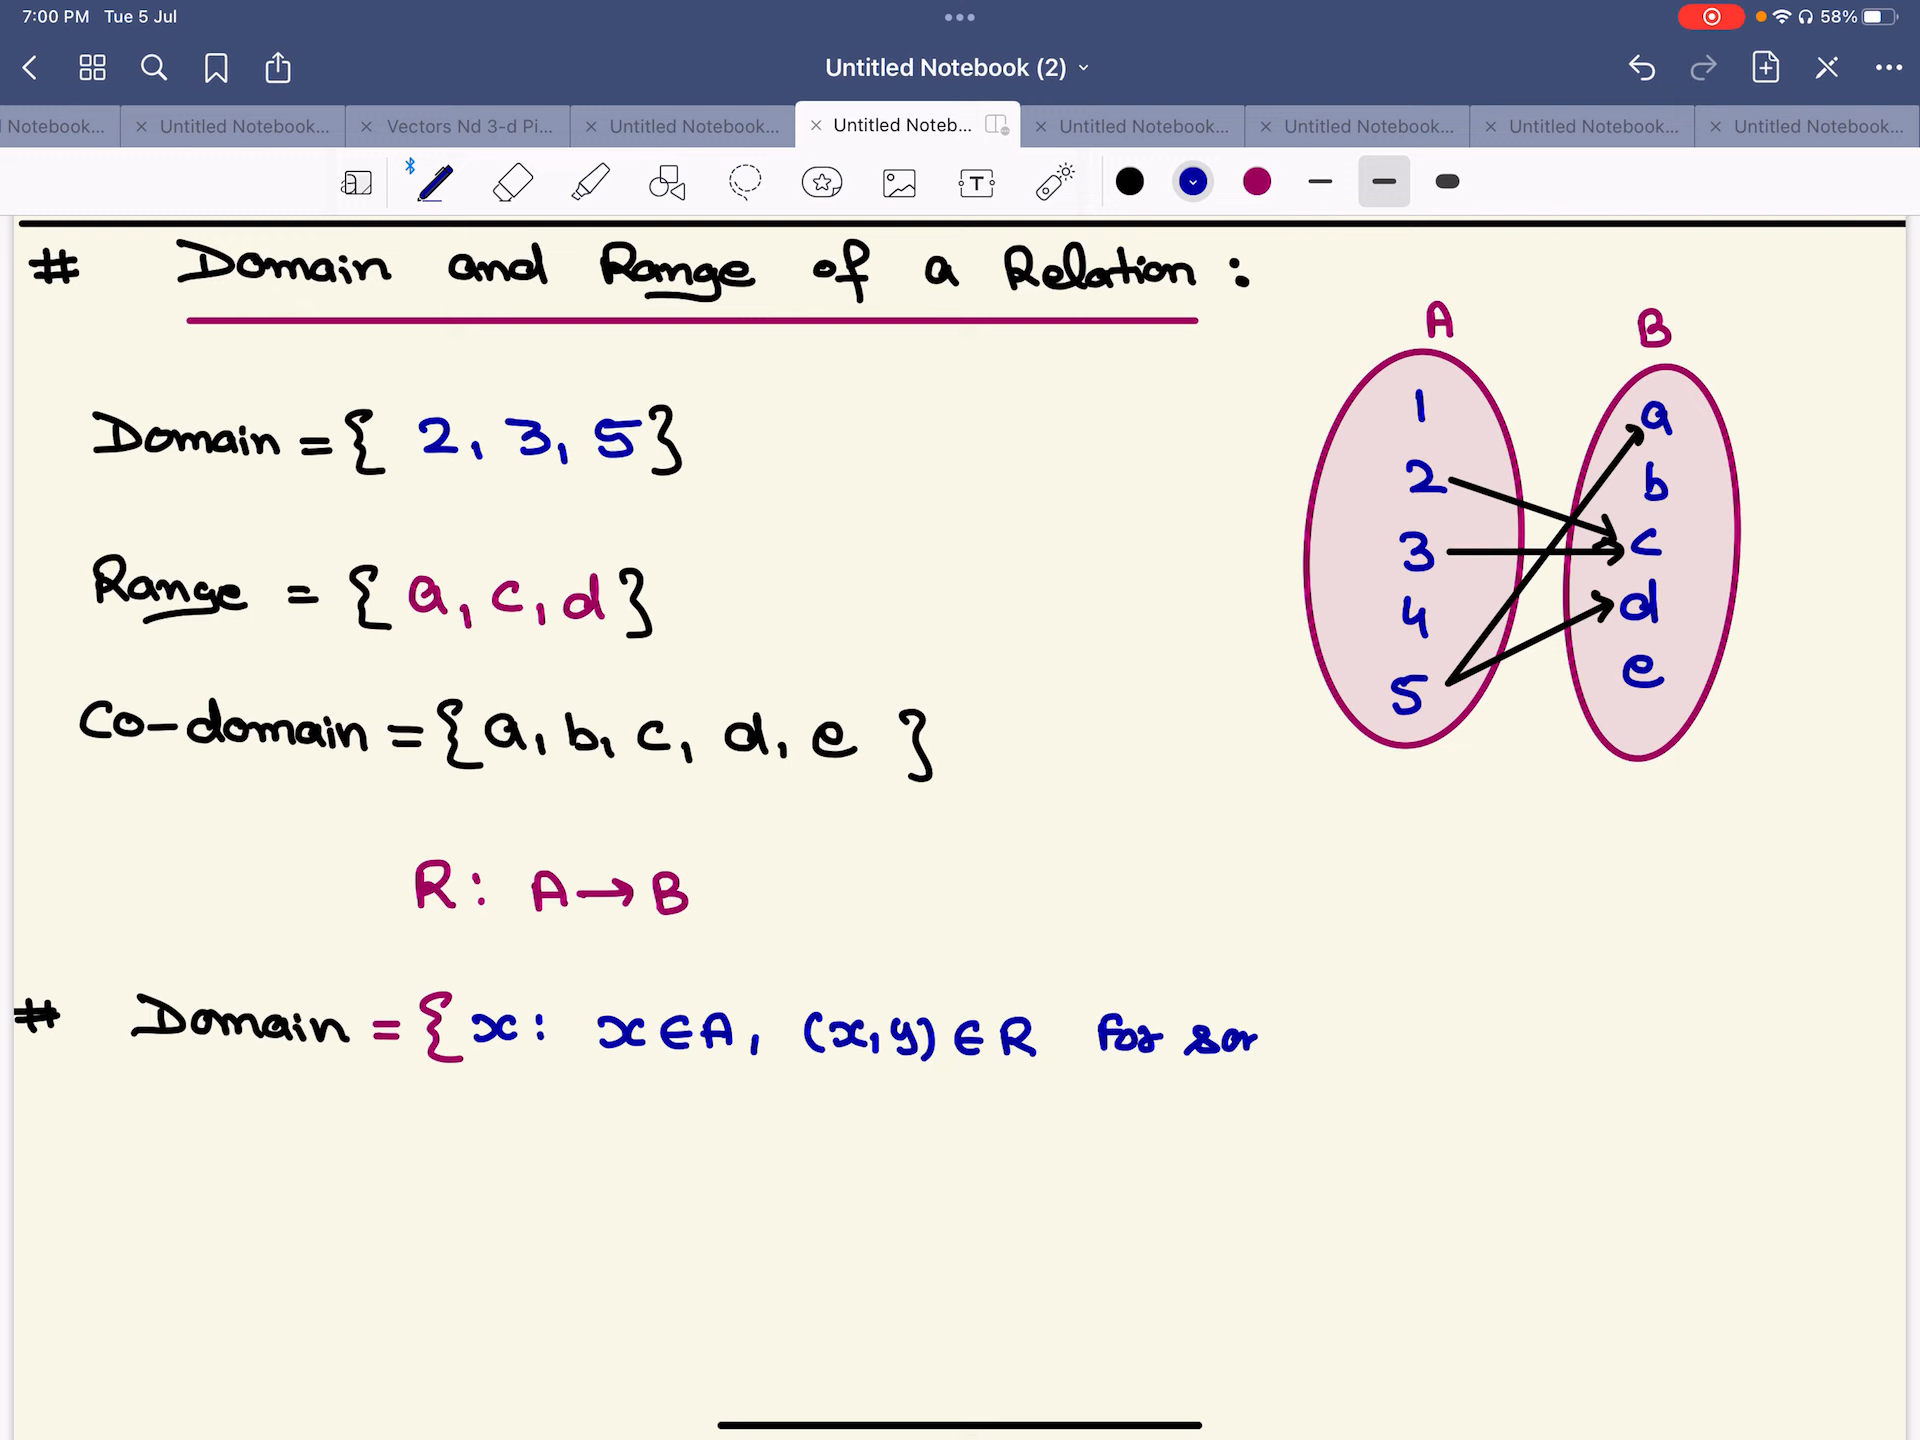 7:00 PM Tue 5 Jul
58%
Untitled Notebook (2)
Notebook... Untitled Notebook... Vectors Nd 3-d Pi... Untitled Notebook... Untitled Noteb... Untitled Notebook... Untitled Notebook... Untitled Notebook... Untitled Notebook...
# Domain and Range of a Relation :
A B
1 a
2 b
3 c
4 d
5 e
Domain = { 2, 3, 5 }
Range = { a, c, d }
Co-domain = { a, b, c, d, e }
R : A → B
# Domain = { x : x ∈ A, (x, y) ∈ R For som